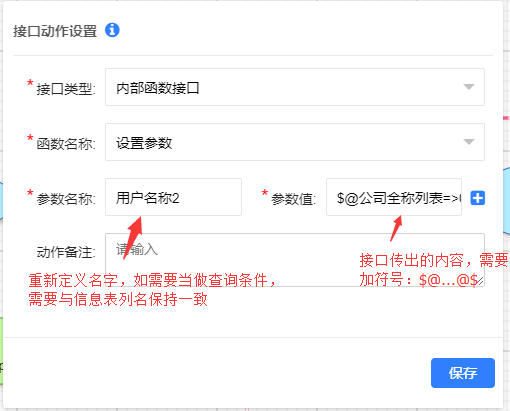 接口动作设置
*接口类型: 内部函数接口
*函数名称: 设置参数
*参数名称: 用户名称2 *参数值: $@公司全称列表=>
动作备注: 请输入
重新定义名字，如需要当做查询条件，
需要与信息表列名保持一致
接口传出的内容，需要
加符号：$@...@$
保存